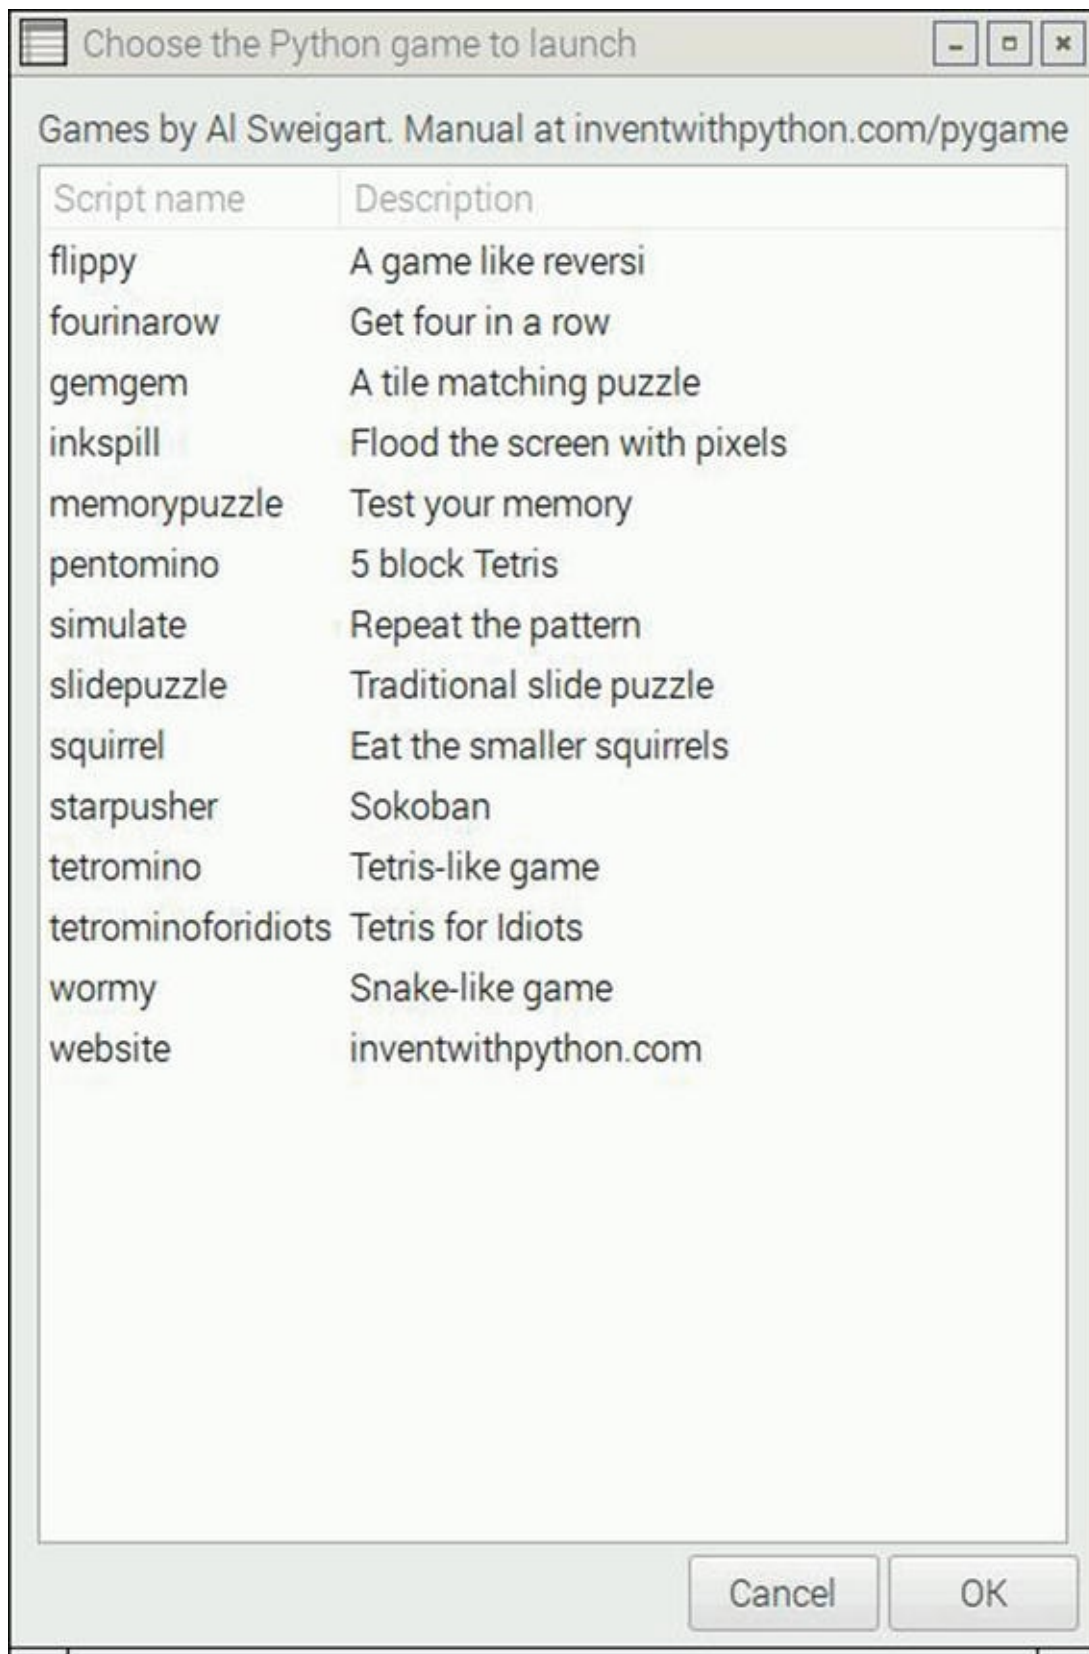 Choose the Python game to launch
Games by Al Sweigart. Manual at inventwithpython.com/pygame
Script name Description
flippy A game like reversi
fourinarow Get four in a row
gemgem A tile matching puzzle
inkspill Flood the screen with pixels
memorypuzzle Test your memory
pentomino 5 block Tetris
simulate Repeat the pattern
slidepuzzle Traditional slide puzzle
squirrel Eat the smaller squirrels
starpusher Sokoban
tetromino Tetris-like game
tetrominoforidiots Tetris for Idiots
wormy Snake-like game
website inventwithpython.com
Cancel OK